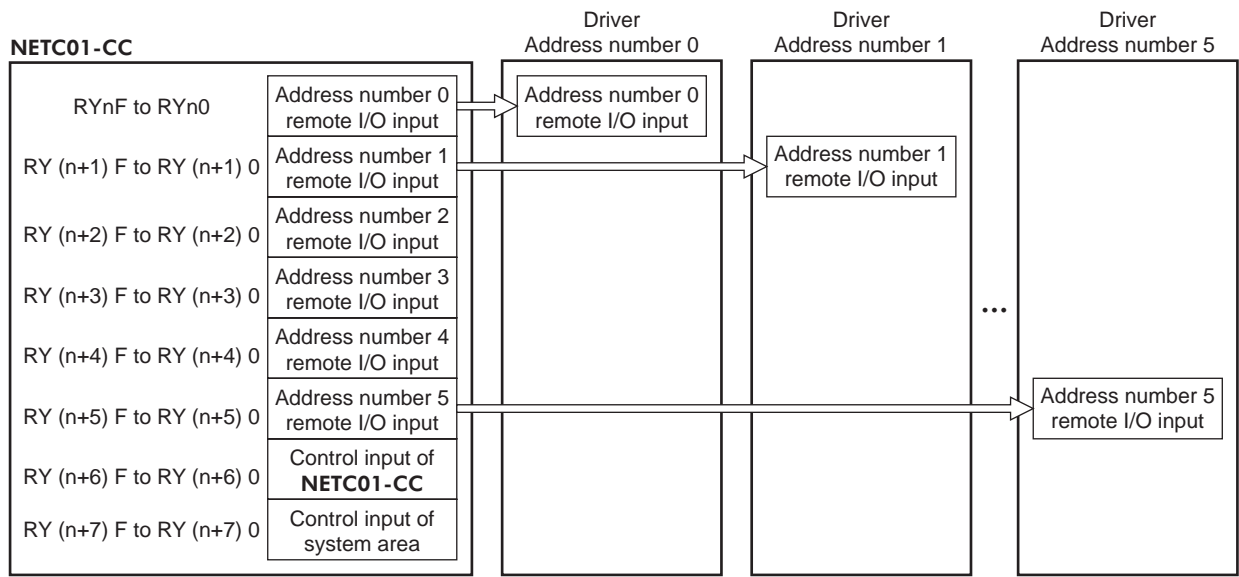 Driver
Address number 0
Driver
Address number 1
Driver
Address number 5
NETC01-CC
RYnF to RYn0
Address number 0
remote I/O input
Address number 0
remote I/O input
RY (n+1) F to RY (n+1) 0
Address number 1
remote I/O input
Address number 1
remote I/O input
RY (n+2) F to RY (n+2) 0
Address number 2
remote I/O input
RY (n+3) F to RY (n+3) 0
Address number 3
remote I/O input
...
RY (n+4) F to RY (n+4) 0
Address number 4
remote I/O input
RY (n+5) F to RY (n+5) 0
Address number 5
remote I/O input
Address number 5
remote I/O input
RY (n+6) F to RY (n+6) 0
Control input of
NETC01-CC
RY (n+7) F to RY (n+7) 0
Control input of
system area